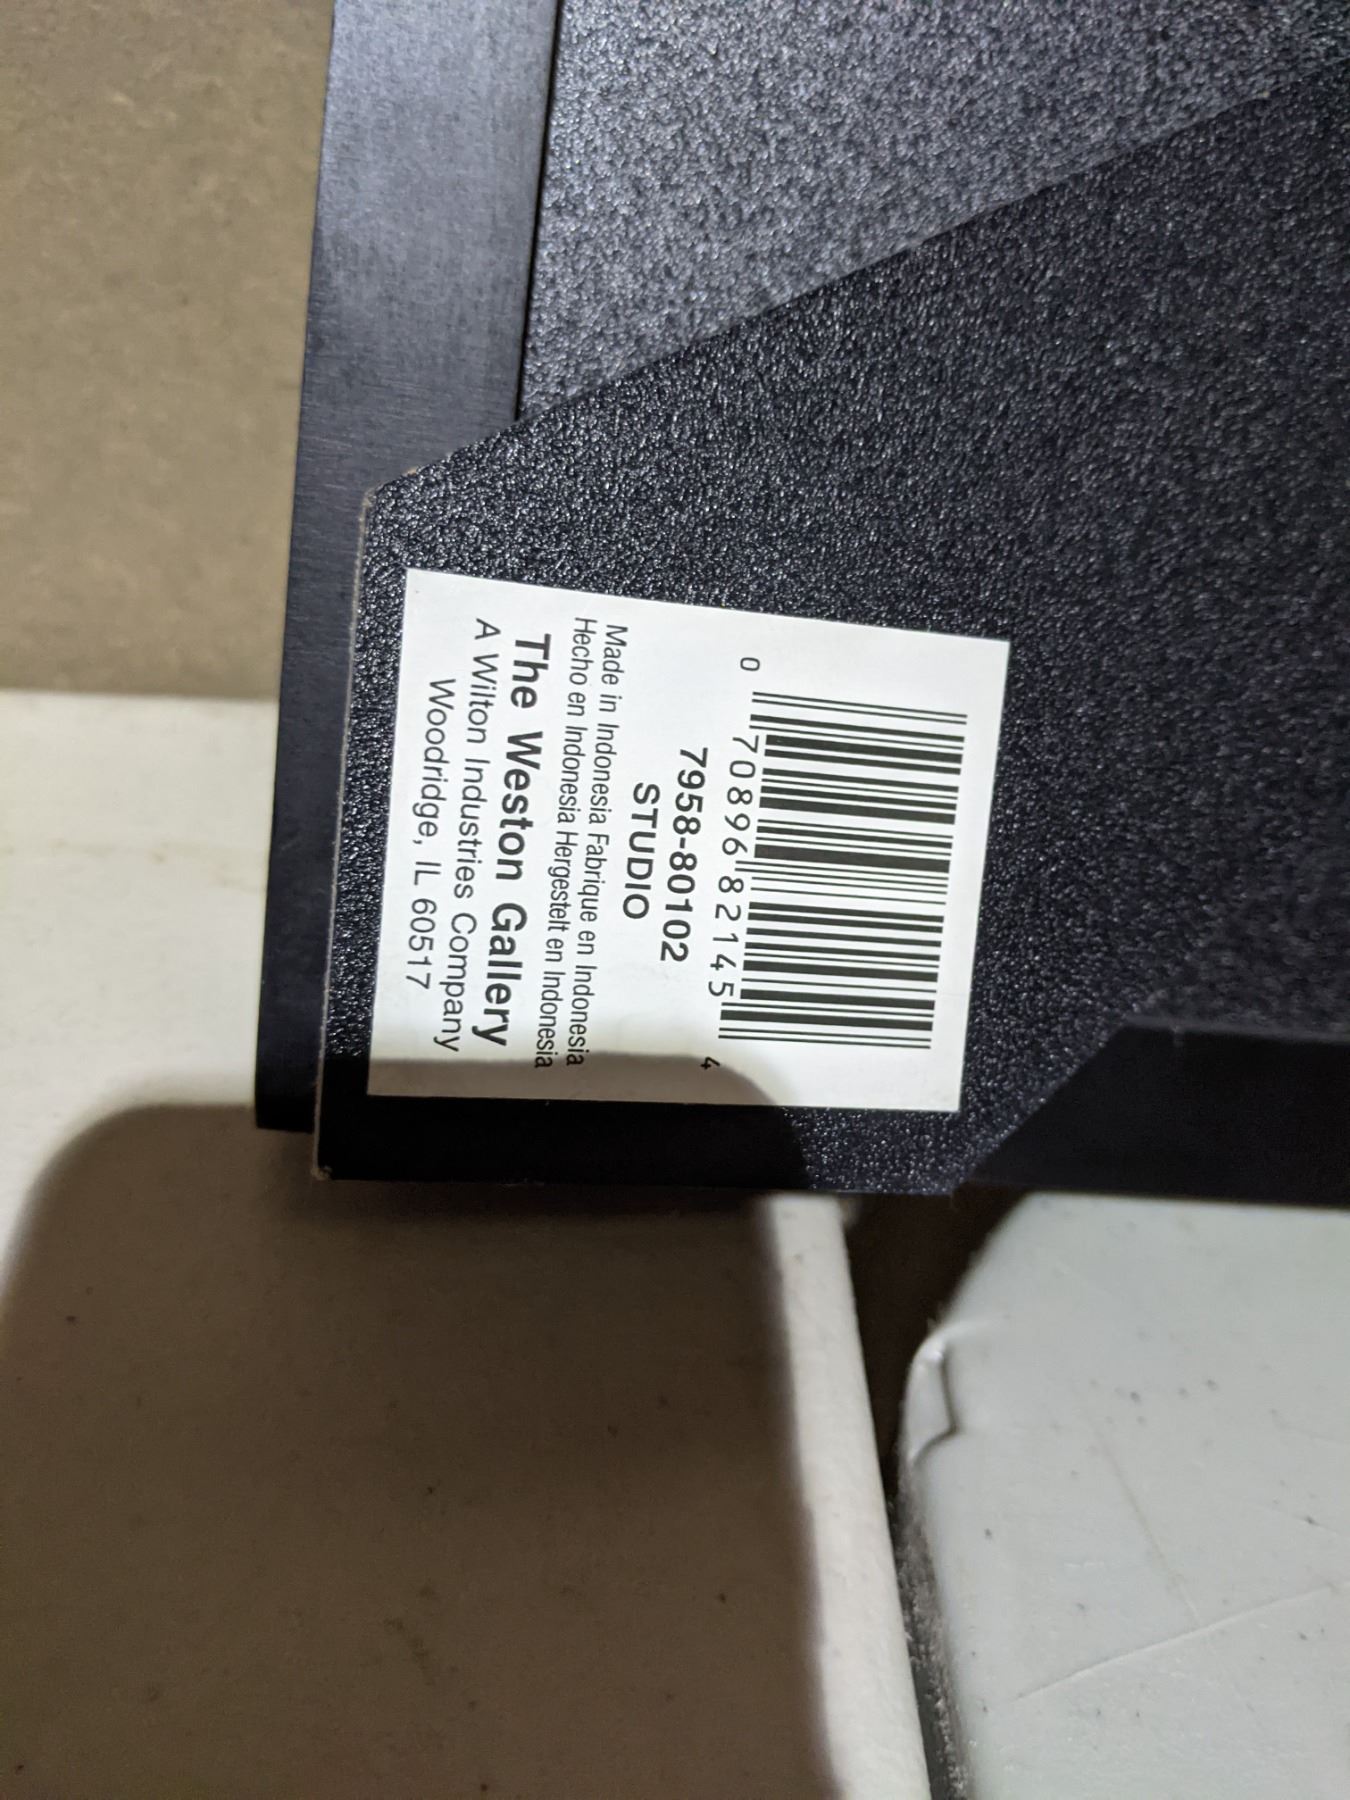 0 70896 82145 4
7958-80102
STUDIO
Made in Indonesia Fabrique en Indonesia
Hecho en Indonesia Hergestelt en Indonesia
The Weston Gallery
A Wilton Industries Company
Woodridge, IL 60517